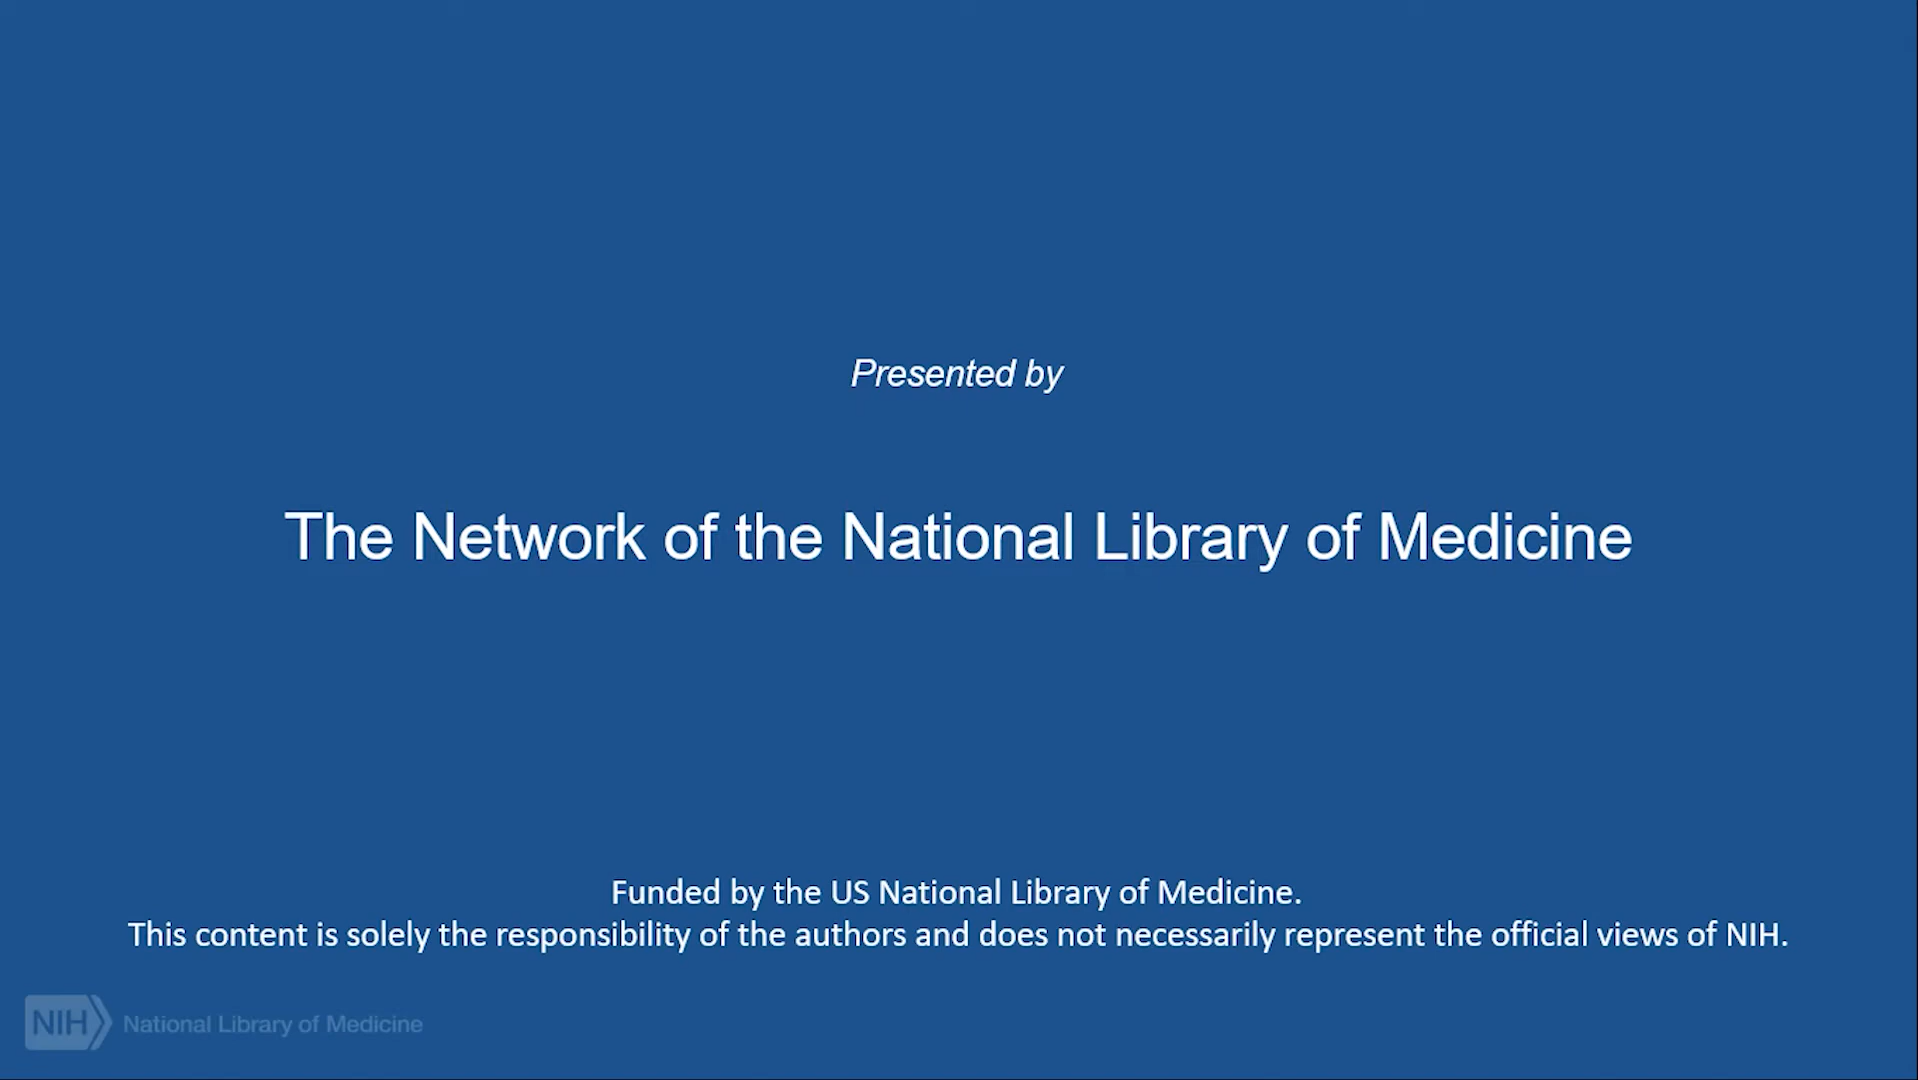 Presented by
The Network of the National Library of Medicine
Funded by the US National Library of Medicine.
This content is solely the responsibility of the authors and does not necessarily represent the official views of NIH.
NIH National Library of Medicine